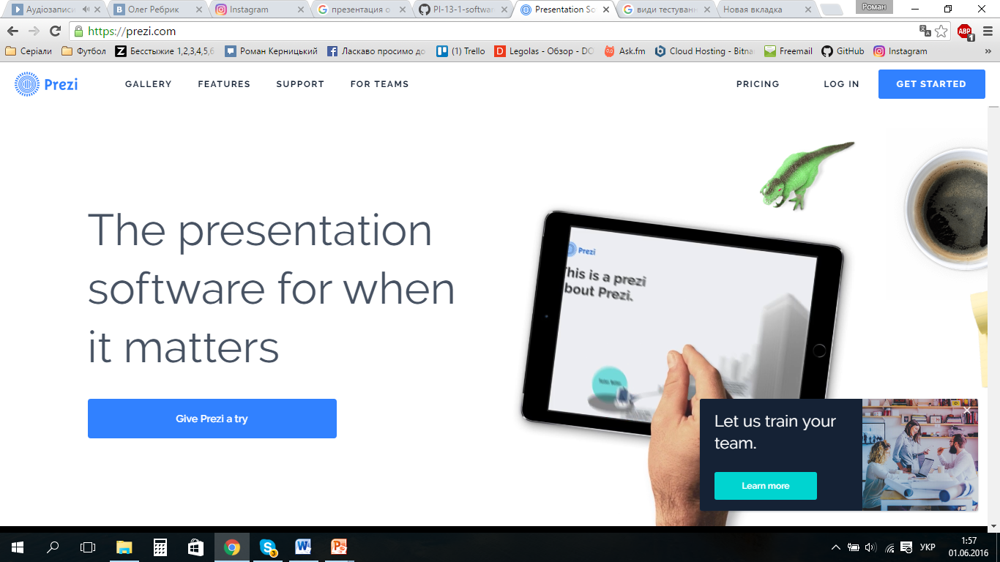 Аудіозаписи
Олег Ребрик
Instagram
презентация о
PI-13-1-softwar
Presentation So
види тестуванн
Новая вкладка
Роман
https://prezi.com
ABP
1
Серіали
Футбол
Бесстыжие 1,2,3,4,5,6
Роман Керницький
Ласкаво просимо до
(1) Trello
Legolas - Обзор - DO
Ask.fm
Cloud Hosting - Bitna
Freemail
GitHub
Instagram
»
Prezi
GALLERY
FEATURES
SUPPORT
FOR TEAMS
PRICING
LOG IN
GET STARTED
The presentation
software for when
it matters
Give Prezi a try
Prezi
This is a prezi
bout Prezi.
Let us train your
team.
Learn more
3
УКР
1:57
01.06.2016